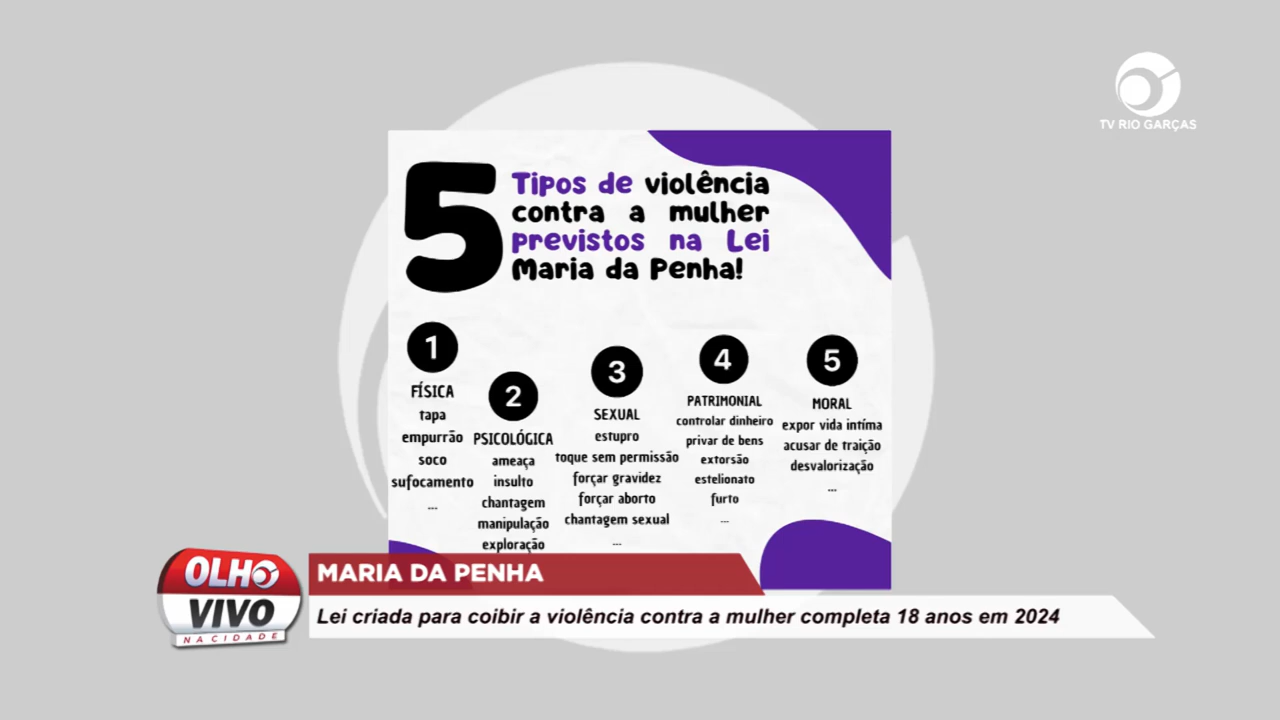 TV RIO GARÇAS
5
Tipos de violência
contra a mulher
previstos na Lei
Maria da Penha!
1
FÍSICA
tapa
empurrão
soco
sufocamento
...
2
PSICOLÓGICA
ameaça
insulto
chantagem
manipulação
exploração
3
SEXUAL
estupro
toque sem permissão
forçar gravidez
forçar aborto
chantagem sexual
...
4
PATRIMONIAL
controlar dinheiro
privar de bens
extorsão
estelionato
furto
...
5
MORAL
expor vida intíma
acusar de traição
desvalorização
...
OLHO
VIVO
NA CIDADE
MARIA DA PENHA
Lei criada para coibir a violência contra a mulher completa 18 anos em 2024